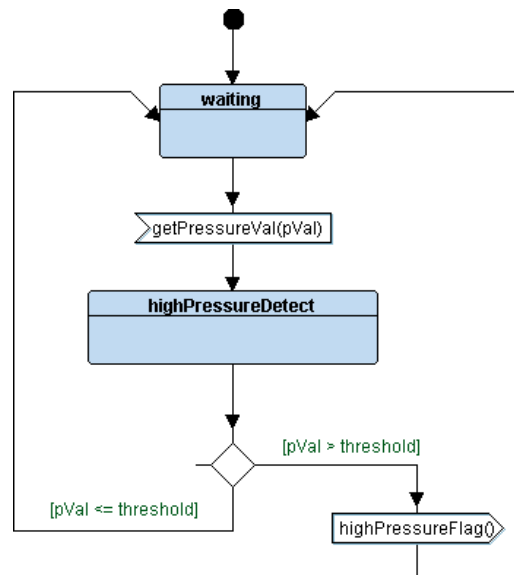 waiting
getPressureVal(pVal)
highPressureDetect
[pVal > threshold]
[pVal <= threshold]
highPressureFlag()